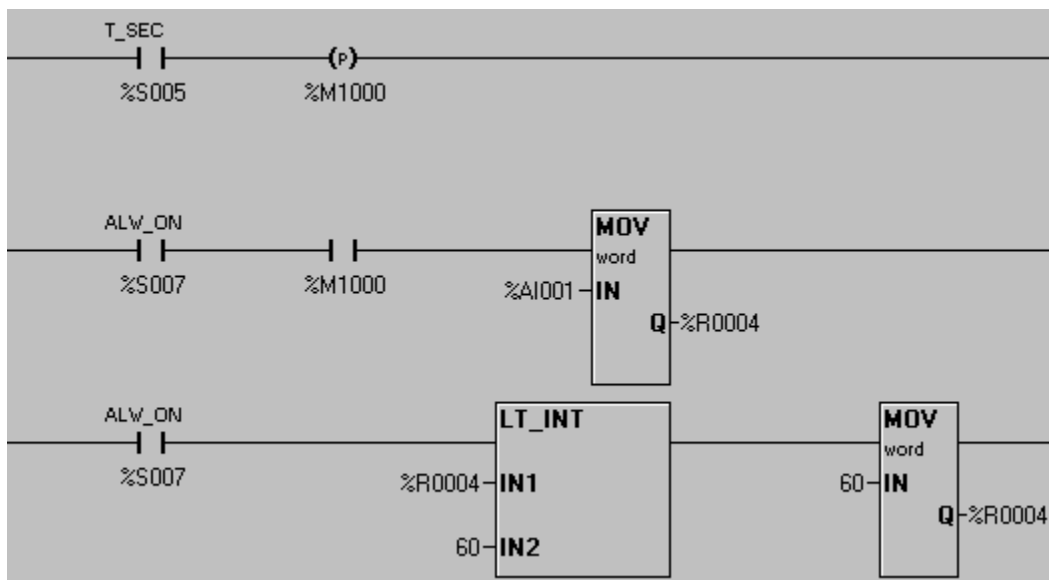 T_SEC
(P)
%S005 %M1000
ALW_ON
MOV
word
%S007 %M1000 %AI001 IN
Q %R0004
ALW_ON
LT_INT MOV
word
%S007
%R0004 IN1 60 IN
Q %R0004
60 IN2